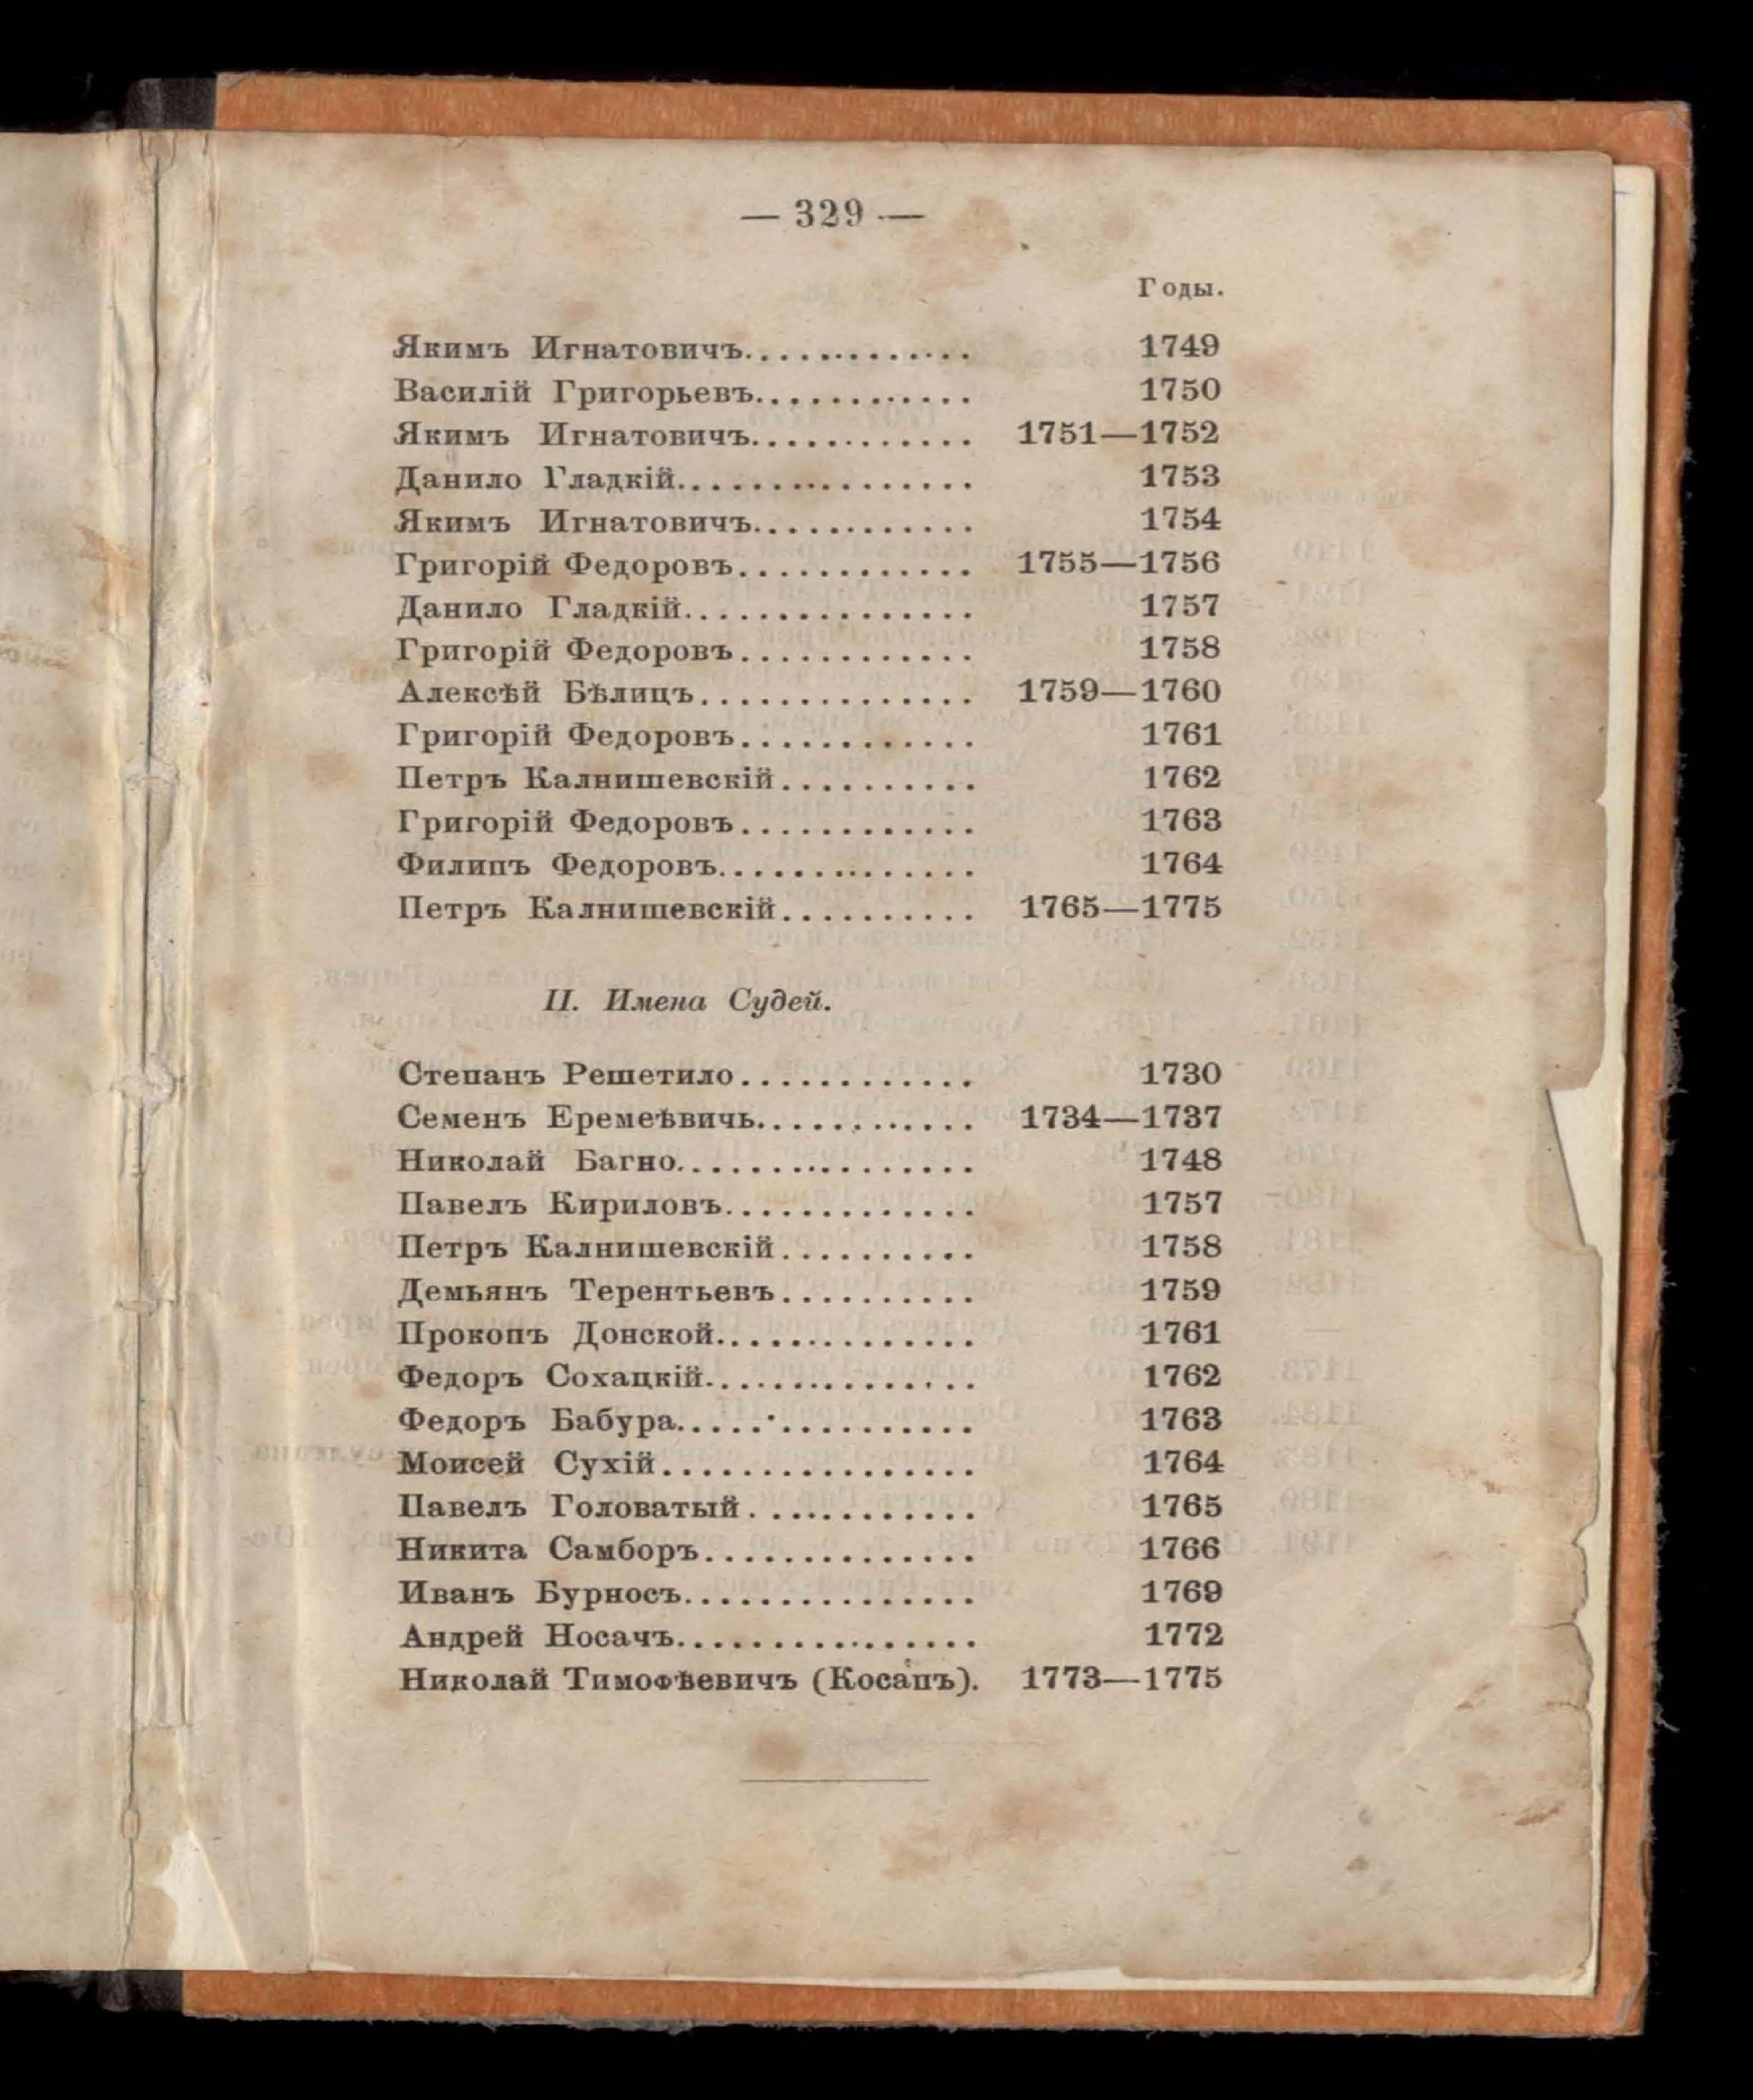 — 329 —
Годы.
Якимъ Игнатовичъ............. 1749
Василій Григорьевъ............ 1750
Якимъ Игнатовичъ............ 1751—1752
Данило Гладкій................ 1753
Якимъ Игнатовичъ............ 1754
Григорій Федоровъ............ 1755—1756
Данило Гладкій............... 1757
Григорій Федоровъ............ 1758
Алексѣй Бѣлицъ.............. 1759—1760
Григорій Федоровъ............ 1761
Петръ Калнишевскій.......... 1762
Григорій Федоровъ............ 1763
Филипъ Федоровъ............. 1764
Петръ Калнишевскій.......... 1765—1775
II. Имена Судей.
Степанъ Решетило............ 1730
Семенъ Еремеѣвичь............ 1734—1737
Николай Багно................ 1748
Павелъ Кириловъ............. 1757
Петръ Калнишевскій.......... 1758
Демьянъ Терентьевъ.......... 1759
Прокопъ Донской.............. 1761
Федоръ Сохацкій............... 1762
Федоръ Бабура................ 1763
Моисей Сухій................. 1764
Павелъ Головатый............ 1765
Никита Самборъ.............. 1766
Иванъ Бурносъ................ 1769
Андрей Носачъ................ 1772
Николай Тимофѣевичъ (Косапъ). 1773—1775